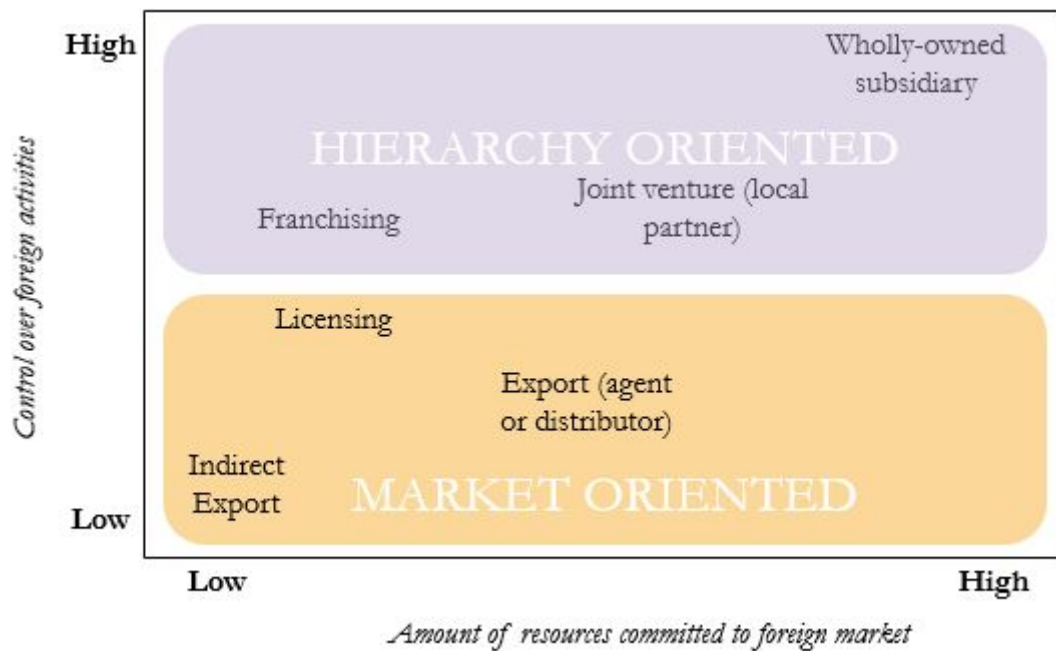 High
Wholly-owned
subsidiary
HIERARCHY ORIENTED
Joint venture (local
partner)
Franchising
Control over foreign activities
Licensing
Export (agent
or distributor)
Indirect
Export
MARKET ORIENTED
Low
Low
High
Amount of resources committed to foreign market